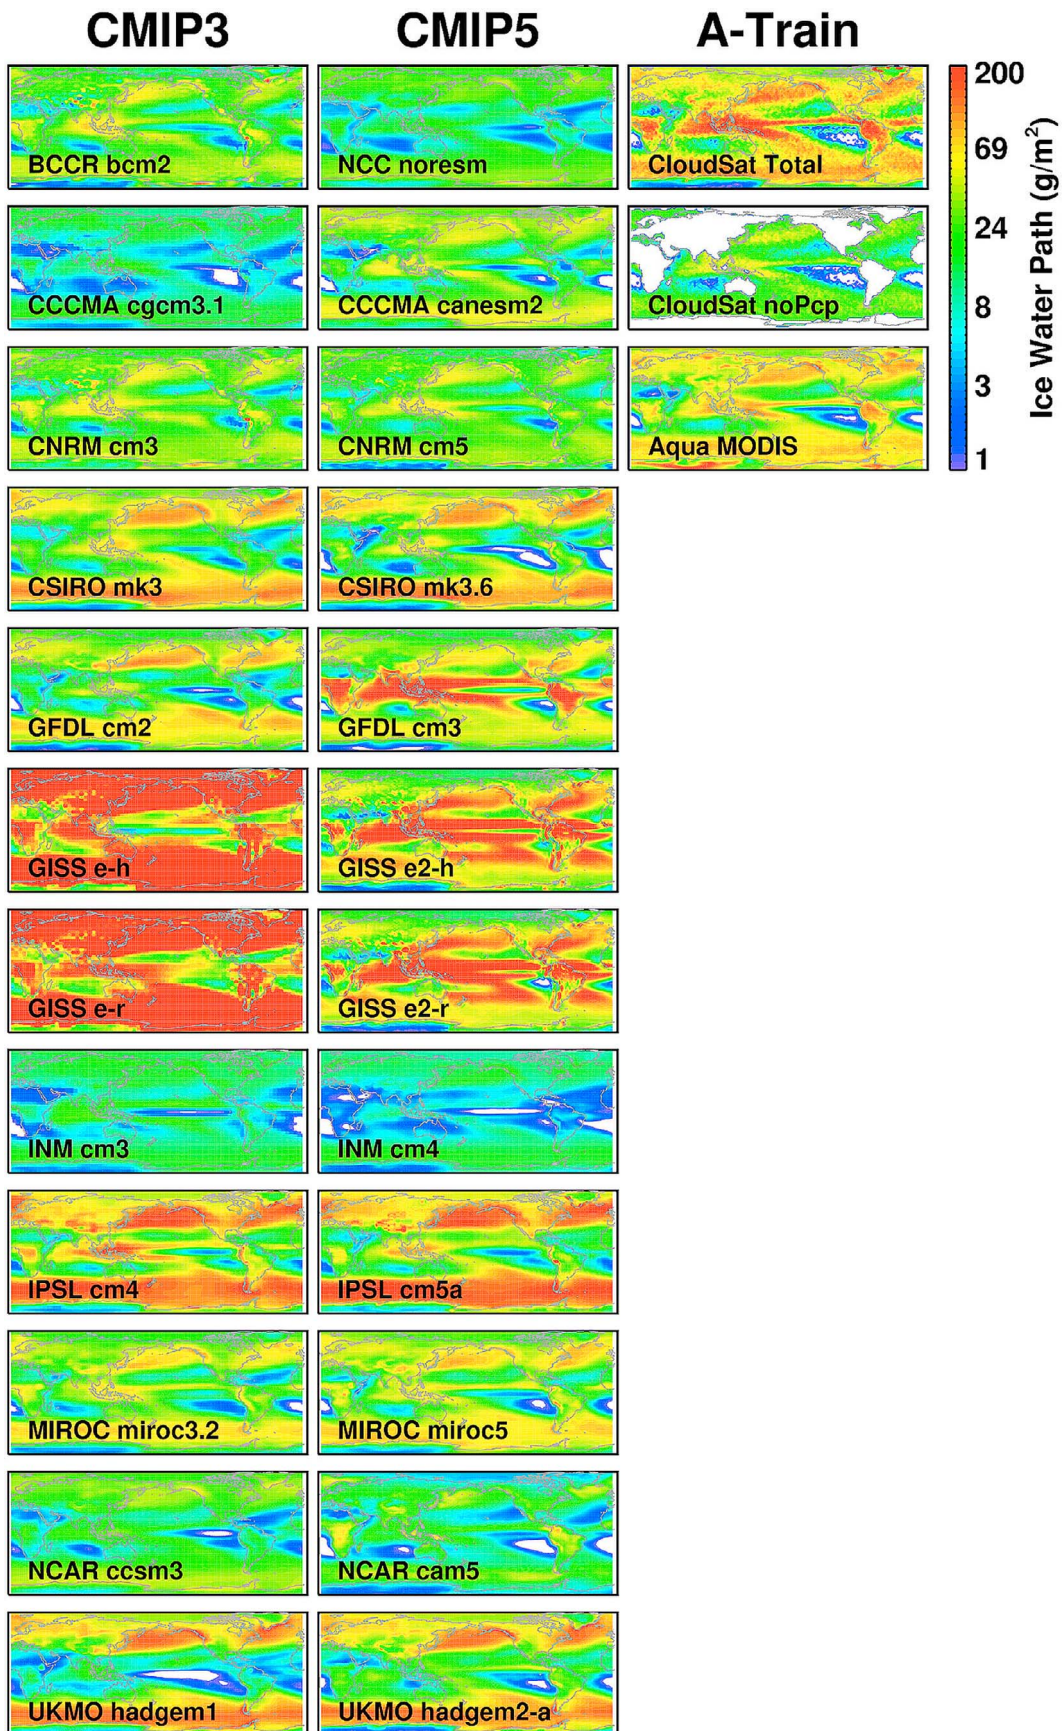 CMIP3 CMIP5 A-Train
BCCR bcm2 NCC noresm CloudSat Total
CCCMA cgcm3.1 CCCMA canesm2 CloudSat noPcp
CNRM cm3 CNRM cm5 Aqua MODIS
200
69
24
8
3
1
Ice Water Path (g/m²)
CSIRO mk3 CSIRO mk3.6
GFDL cm2 GFDL cm3
GISS e-h GISS e2-h
GISS e-r GISS e2-r
INM cm3 INM cm4
IPSL cm4 IPSL cm5a
MIROC miroc3.2 MIROC miroc5
NCAR ccsm3 NCAR cam5
UKMO hadgem1 UKMO hadgem2-a